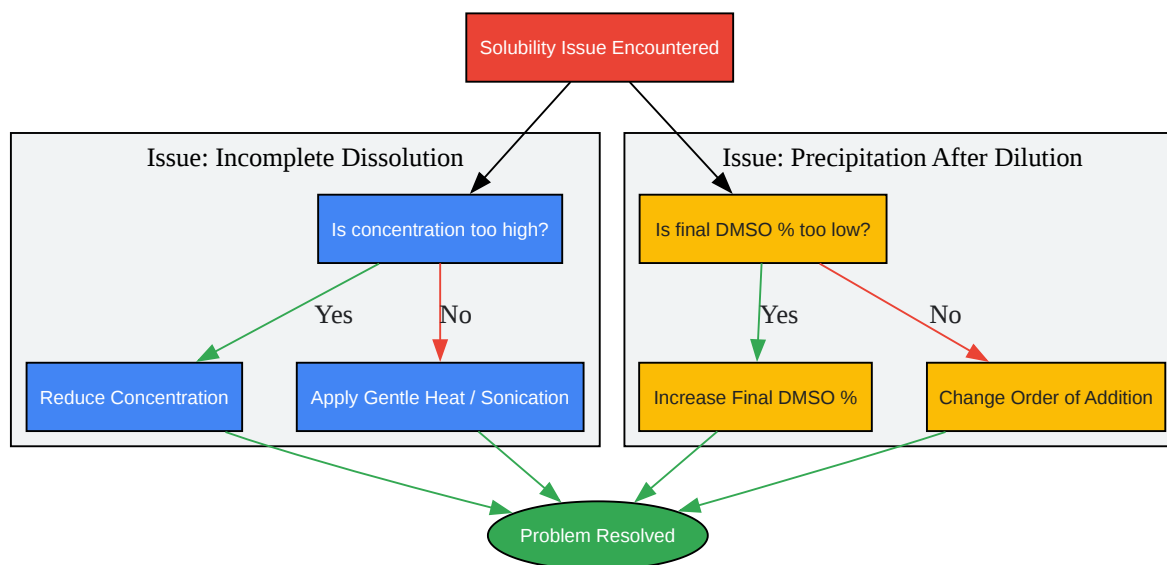 Solubility Issue Encountered
Issue: Incomplete Dissolution
Issue: Precipitation After Dilution
Is concentration too high?
Is final DMSO % too low?
Yes
No
Yes
No
Reduce Concentration
Apply Gentle Heat / Sonication
Increase Final DMSO %
Change Order of Addition
Problem Resolved